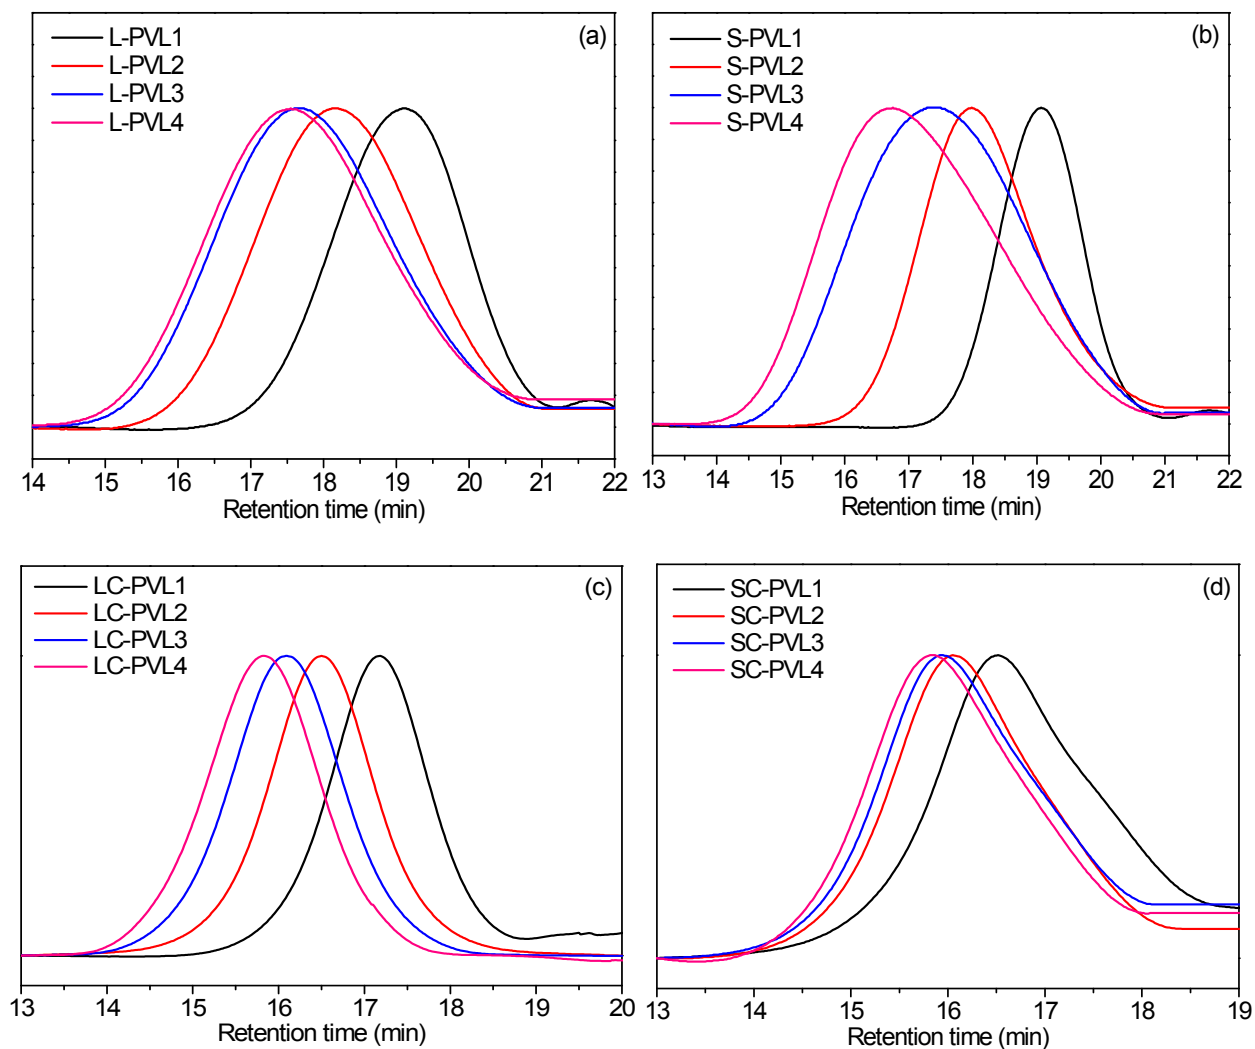 L-PVL1
L-PVL2
L-PVL3
L-PVL4
(a)
14 15 16 17 18 19 20 21 22
Retention time (min)
S-PVL1
S-PVL2
S-PVL3
S-PVL4
(b)
13 14 15 16 17 18 19 20 21 22
Retention time (min)
LC-PVL1
LC-PVL2
LC-PVL3
LC-PVL4
(c)
13 14 15 16 17 18 19 20
Retention time (min)
SC-PVL1
SC-PVL2
SC-PVL3
SC-PVL4
(d)
13 14 15 16 17 18 19
Retention time (min)